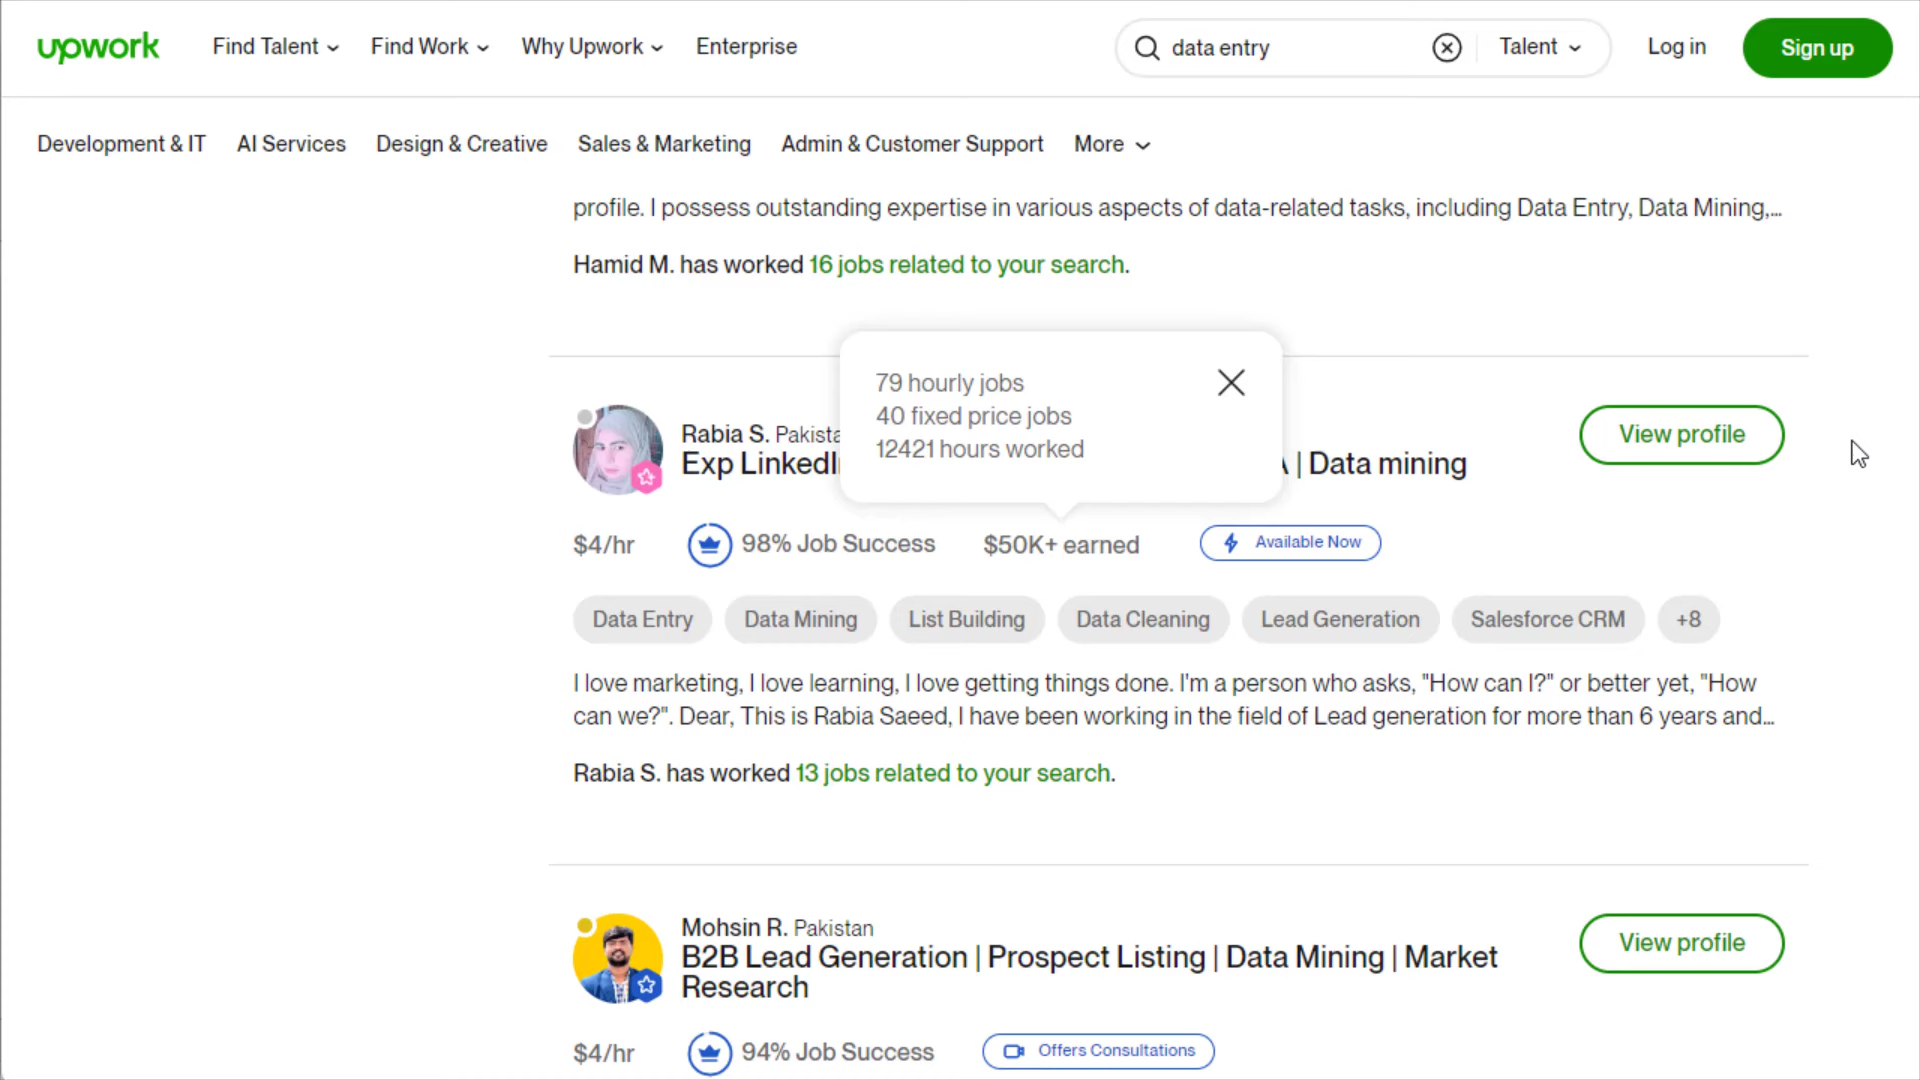 upwork
Find Talent
Find Work
Why Upwork
Enterprise
data entry
Talent
Log in
Sign up
Development & IT
AI Services
Design & Creative
Sales & Marketing
Admin & Customer Support
More
profile. I possess outstanding expertise in various aspects of data-related tasks, including Data Entry, Data Mining,...
Hamid M. has worked 16 jobs related to your search.
79 hourly jobs
40 fixed price jobs
12421 hours worked
Rabia S.
Exp
| Data mining
View profile
$4/hr
98% Job Success
$50K+ earned
Available Now
Data Entry
Data Mining
List Building
Data Cleaning
Lead Generation
Salesforce CRM
+8
I love marketing, I love learning, I love getting things done. I'm a person who asks, "How can I?" or better yet, "How
can we?". Dear, This is Rabia Saeed, I have been working in the field of Lead generation for more than 6 years and...
Rabia S. has worked 13 jobs related to your search.
Mohsin R. Pakistan
B2B Lead Generation | Prospect Listing | Data Mining | Market
Research
View profile
$4/hr
94% Job Success
Offers Consultations